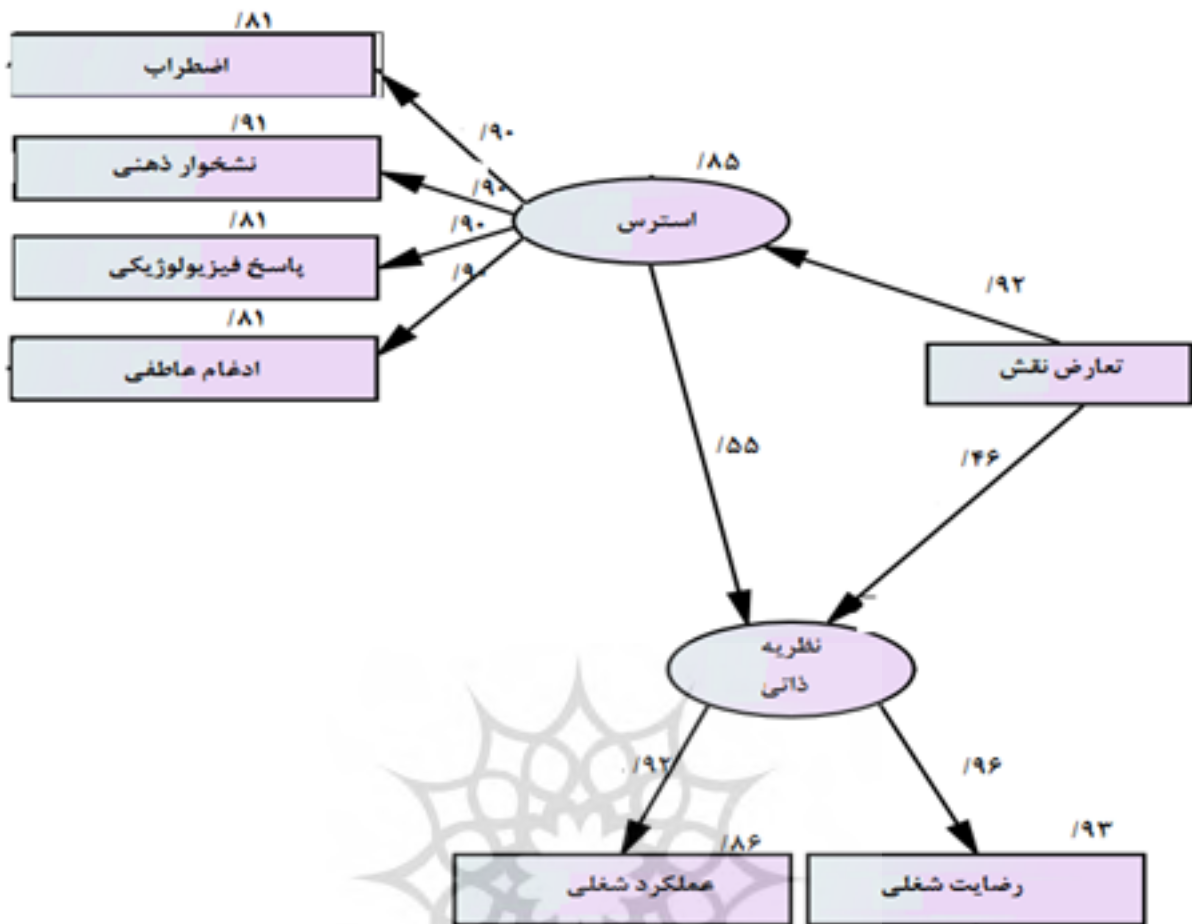 /۸۱
اضطراب
/۹۰
/۹۱
نشخوار ذهنی
/۹۰
/۸۱
پاسخ فیزیولوژیکی
/۹۰
/۸۱
ادغام عاطفی
/۹۰
/۸۵
استرس
/۹۲
تعارض نقش
/۵۵
/۴۶
نظریه
ذاتی
/۹۶
/۹۲
/۹۳
رضایت شغلی
/۸۶
عملکرد شغلی